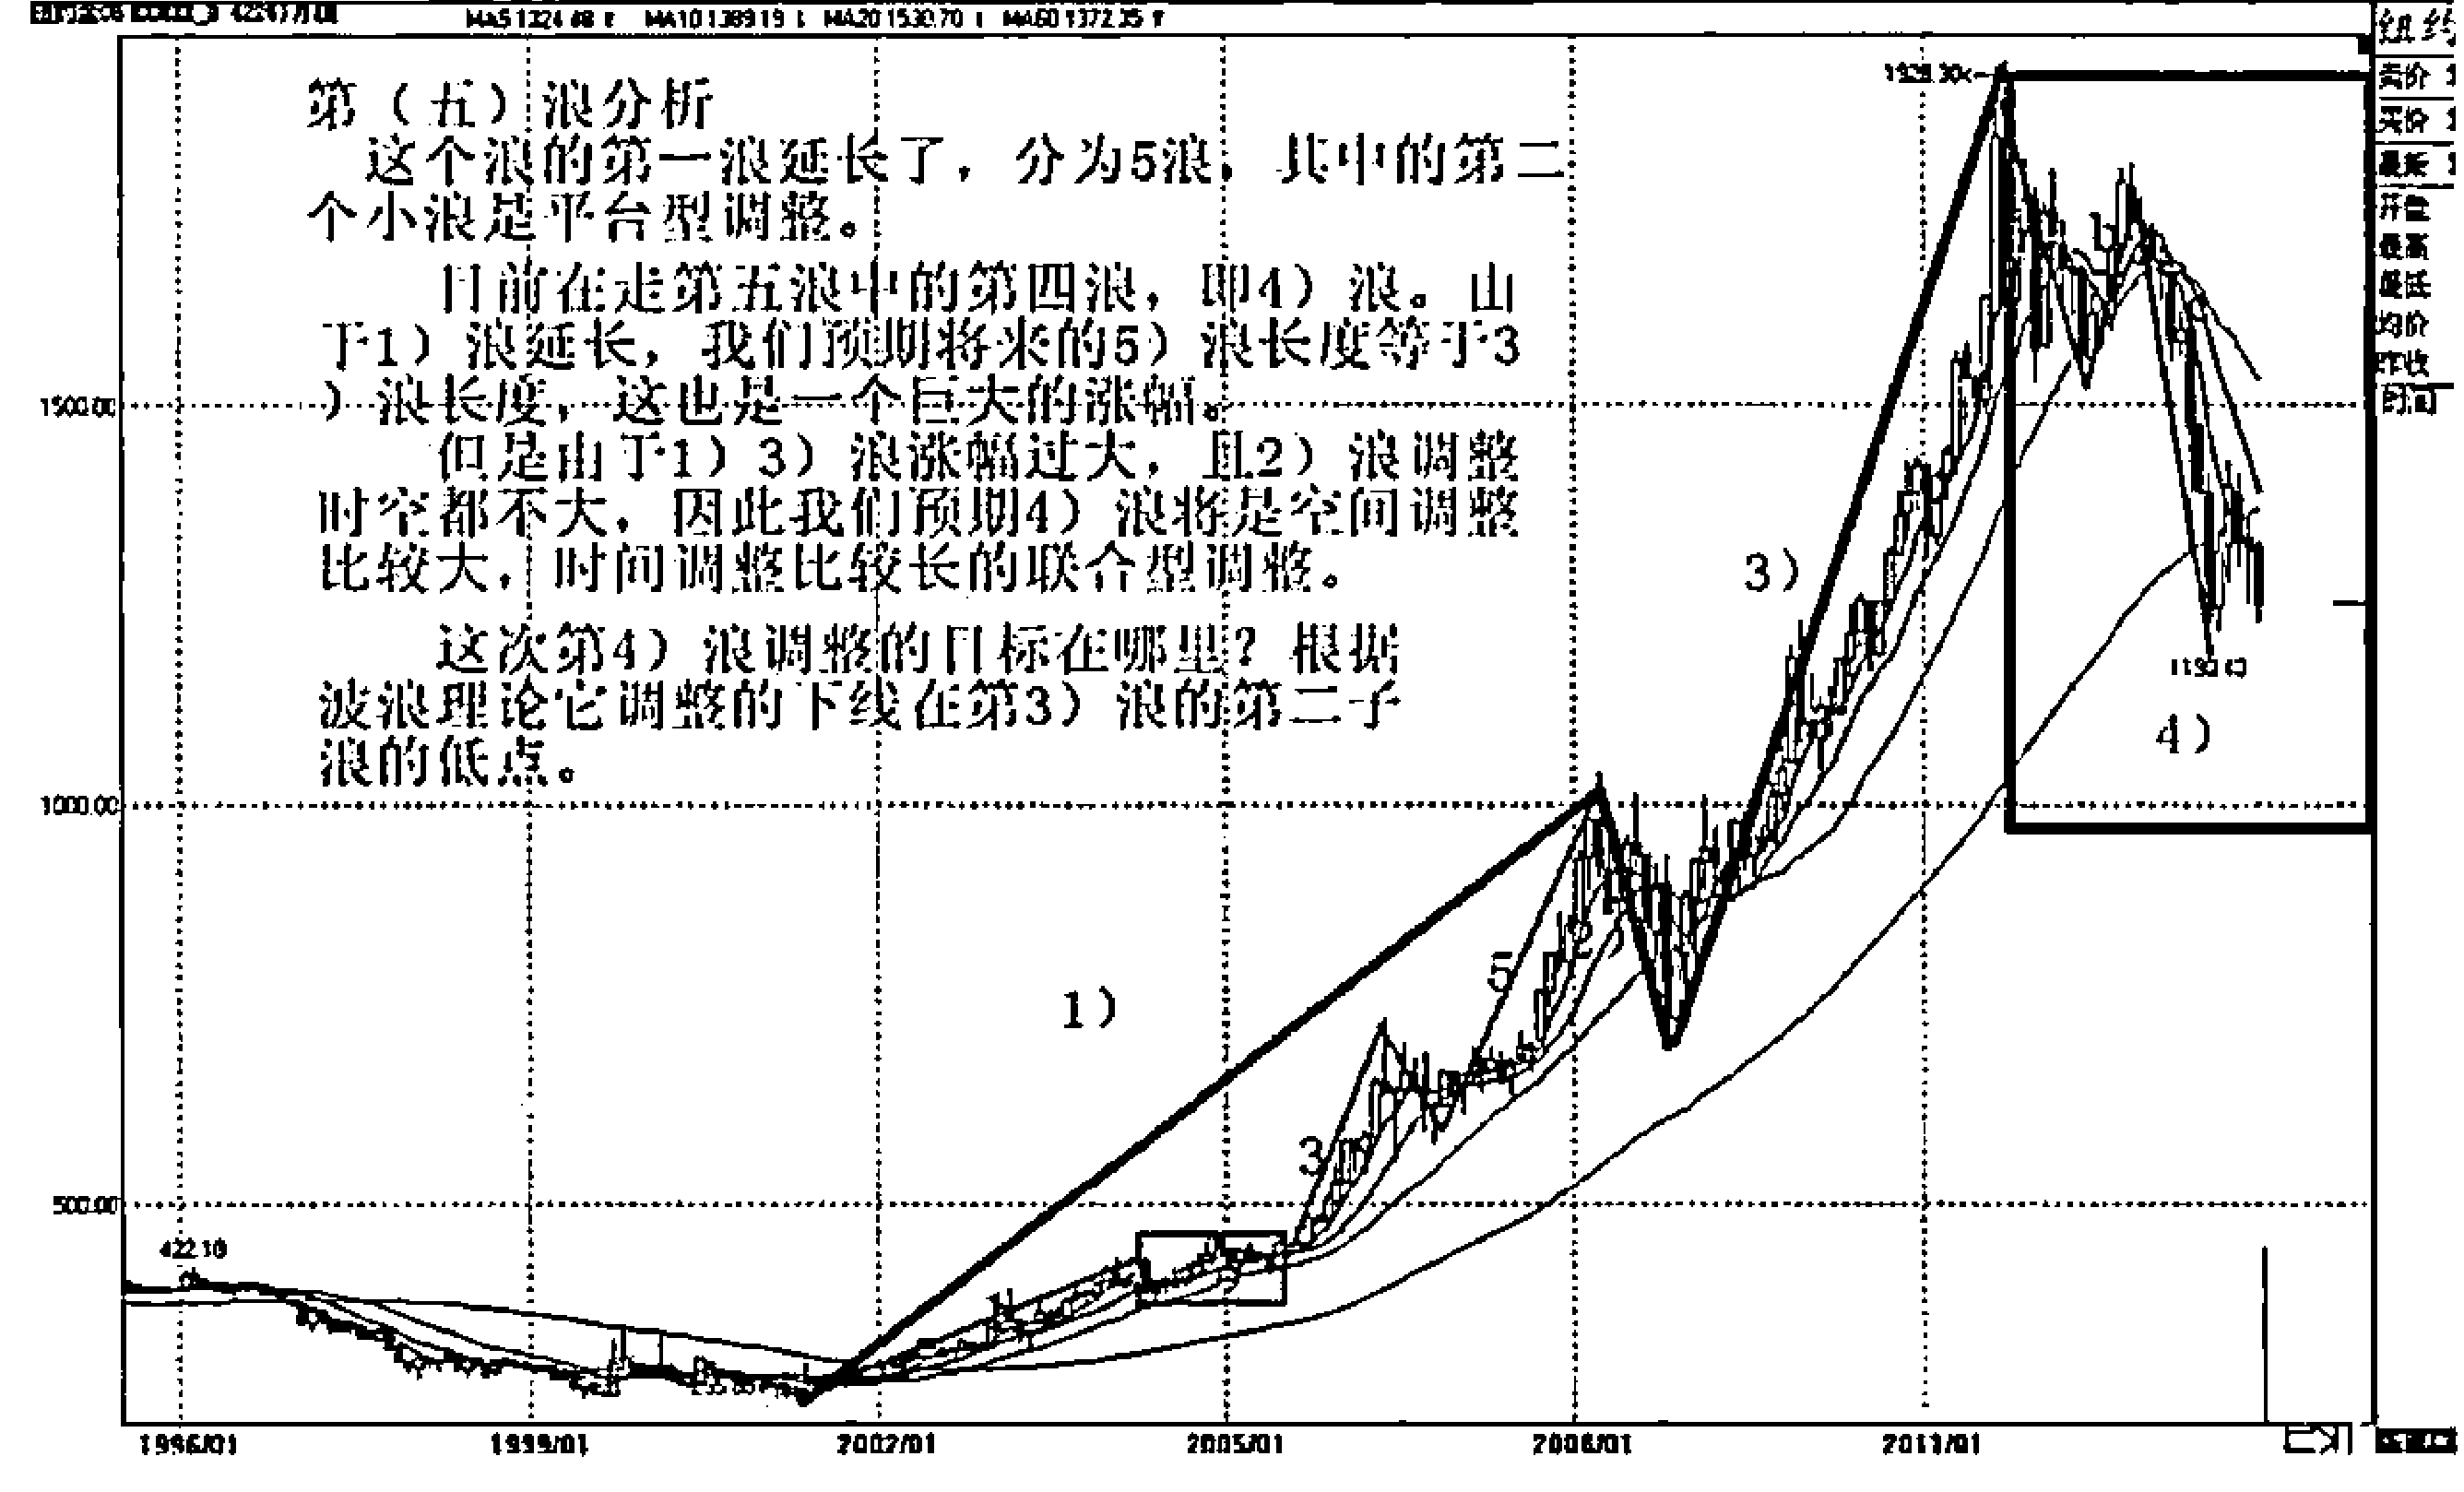 MA5 1324.68 MA10 1389.19 MA20 1530.70 MA60 1372.35
纽约
卖价
买价
最新
开盘
最高
最低
均价
昨收
时间
第（五）浪分析
这个浪的第一浪延长了，分为5浪，其中的第二
个小浪是平台型调整。
目前在走第五浪中的第四浪，即4）浪。由
于1）浪延长，我们预期将来的5）浪长度等于3
）浪长度，这也是一个巨大的涨幅。
但是由于1）3）浪涨幅过大，且2）浪调整
时空都不大，因此我们预期4）浪将是空间调整
比较大，时间调整比较长的联合型调整。
这次第4）浪调整的目标在哪里？根据
波浪理论它调整的下线在第3）浪的第二子
浪的低点。
1500.00
1000.00
500.00
422.10
b
3）
4）
2）
5
1）
3
1
1996/01 1999/01 2002/01 2005/01 2008/01 2011/01